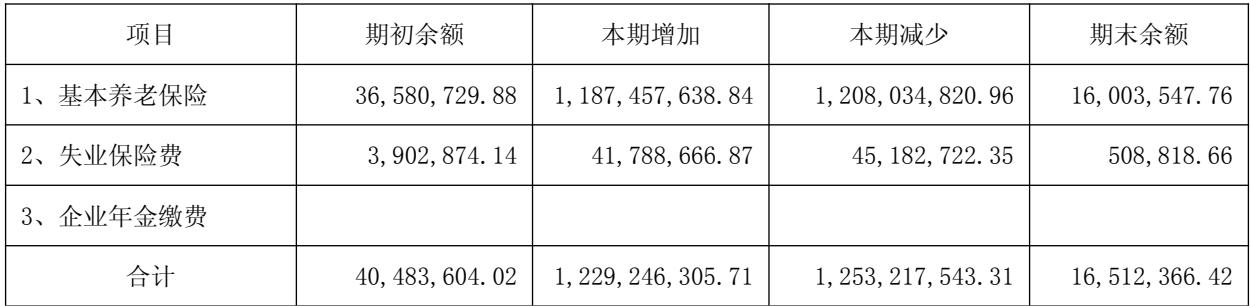 项目 期初余额 本期增加 本期减少 期末余额
1、基本养老保险 36,580,729.88 1,187,457,638.84 1,208,034,820.96 16,003,547.76
2、失业保险费 3,902,874.14 41,788,666.87 45,182,722.35 508,818.66
3、企业年金缴费
合计 40,483,604.02 1,229,246,305.71 1,253,217,543.31 16,512,366.42